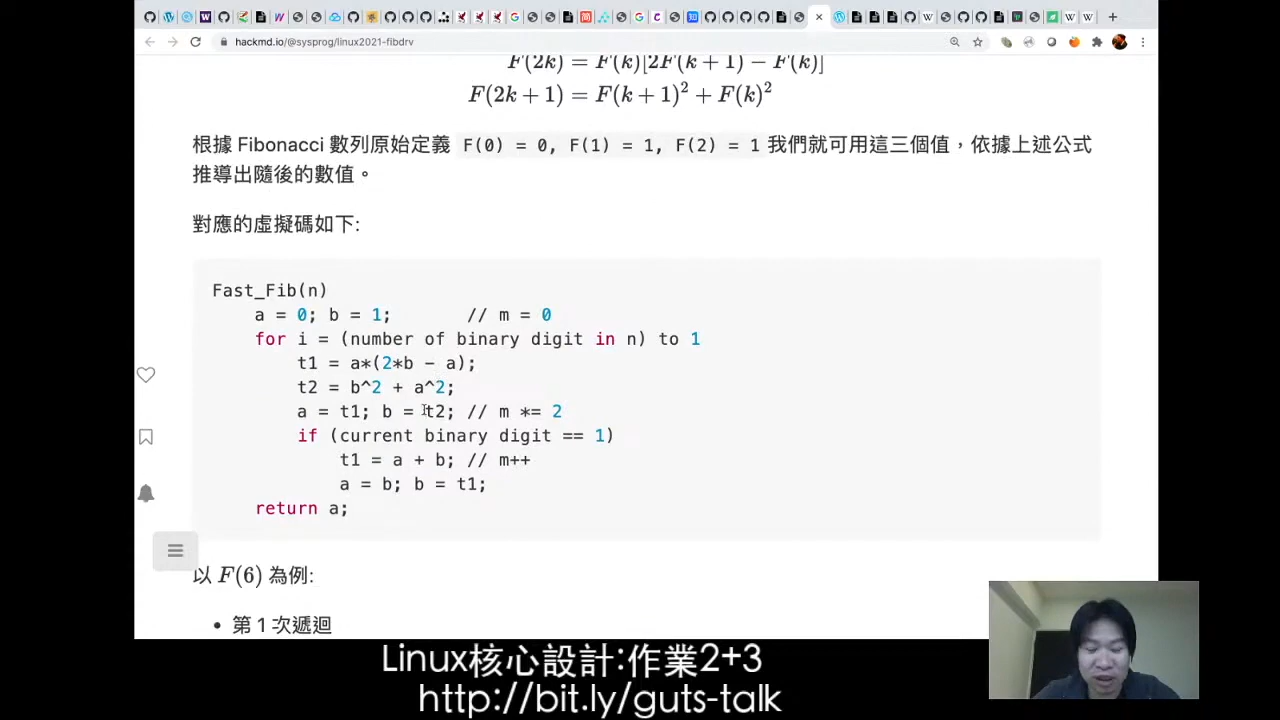 hackmd.io/@sysprog/linux2021-fibdrv
F(2k) = F(k)[2F(k + 1) − F(k)]
F(2k + 1) = F(k + 1)² + F(k)²
根據 Fibonacci 數列原始定義 F(0) = 0, F(1) = 1, F(2) = 1 我們就可用這三個值，依據上述公式
推導出隨後的數值。
對應的虛擬碼如下:
Fast_Fib(n)
a = 0; b = 1; // m = 0
for i = (number of binary digit in n) to 1
t1 = a*(2*b - a);
t2 = b^2 + a^2;
a = t1; b = t2; // m *= 2
if (current binary digit == 1)
t1 = a + b; // m++
a = b; b = t1;
return a;
以 F(6) 為例:
• 第 1 次遞迴
Linux核心設計:作業2+3
http://bit.ly/guts-talk